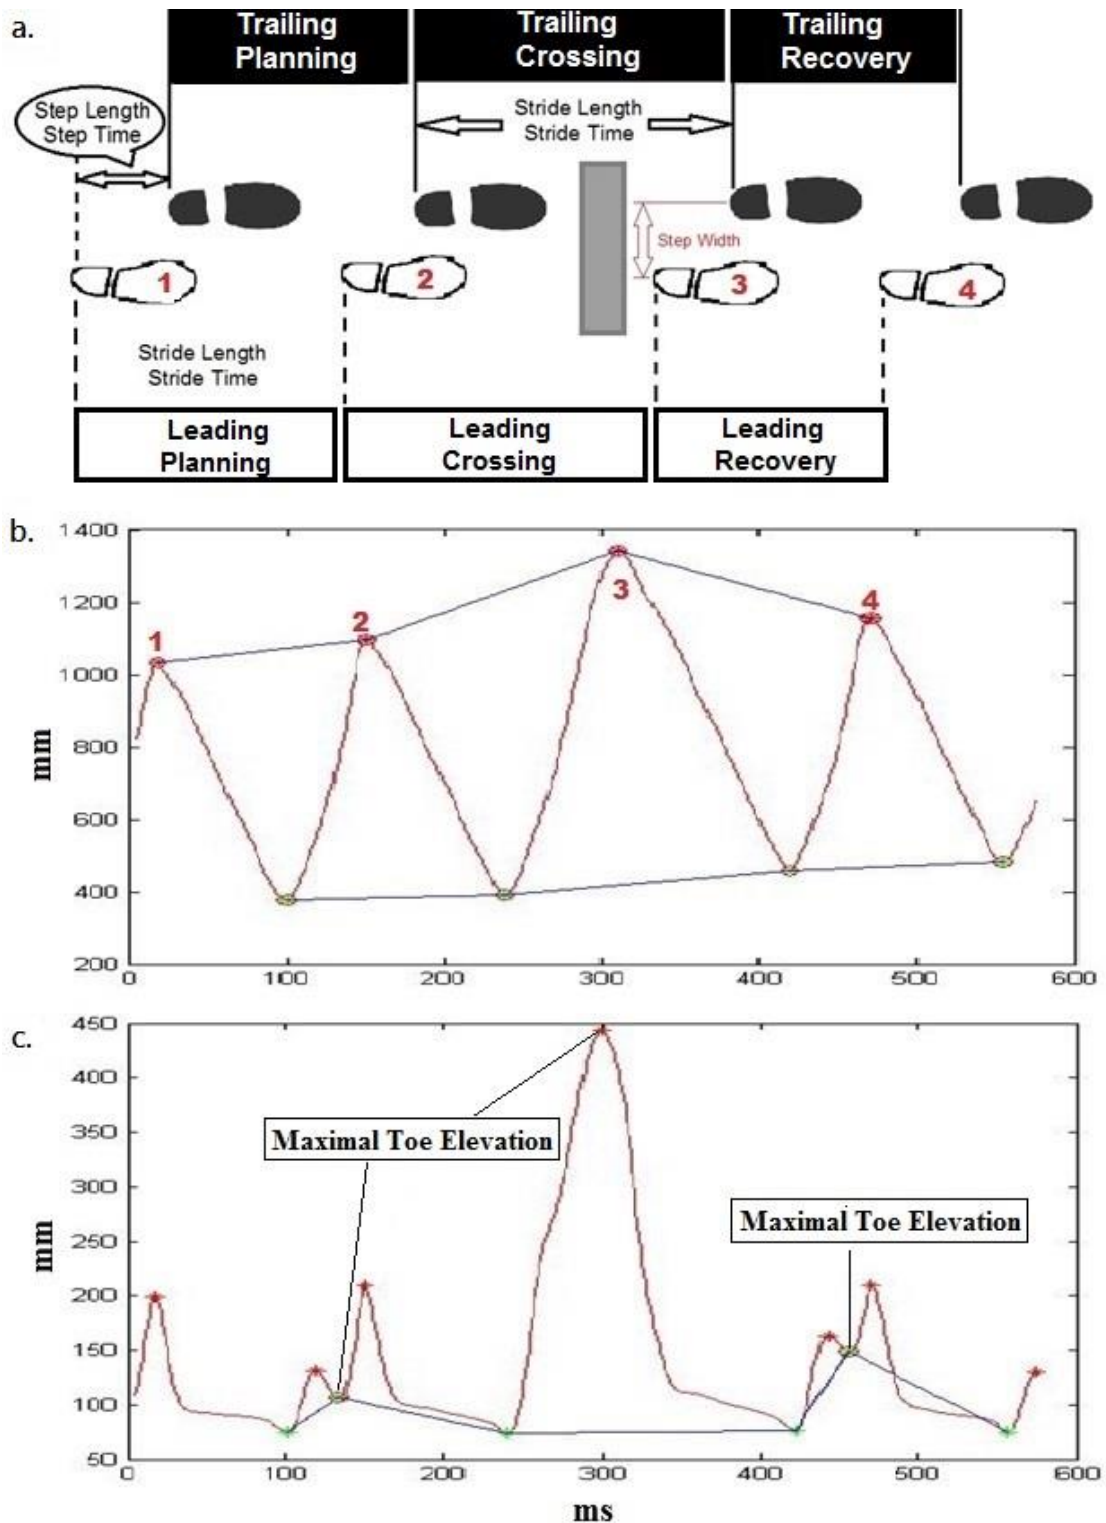 a.
Trailing
Planning
Trailing
Crossing
Trailing
Recovery
Step Length
Step Time
Stride Length
Stride Time
Step Width
1
2
3
4
Stride Length
Stride Time
Leading
Planning
Leading
Crossing
Leading
Recovery
b.
1400
1200
1000
800
600
400
200
mm
1
2
3
4
0
100
200
300
400
500
600
c.
450
400
350
300
250
200
150
100
50
mm
Maximal Toe Elevation
Maximal Toe Elevation
0
100
200
300
400
500
600
ms